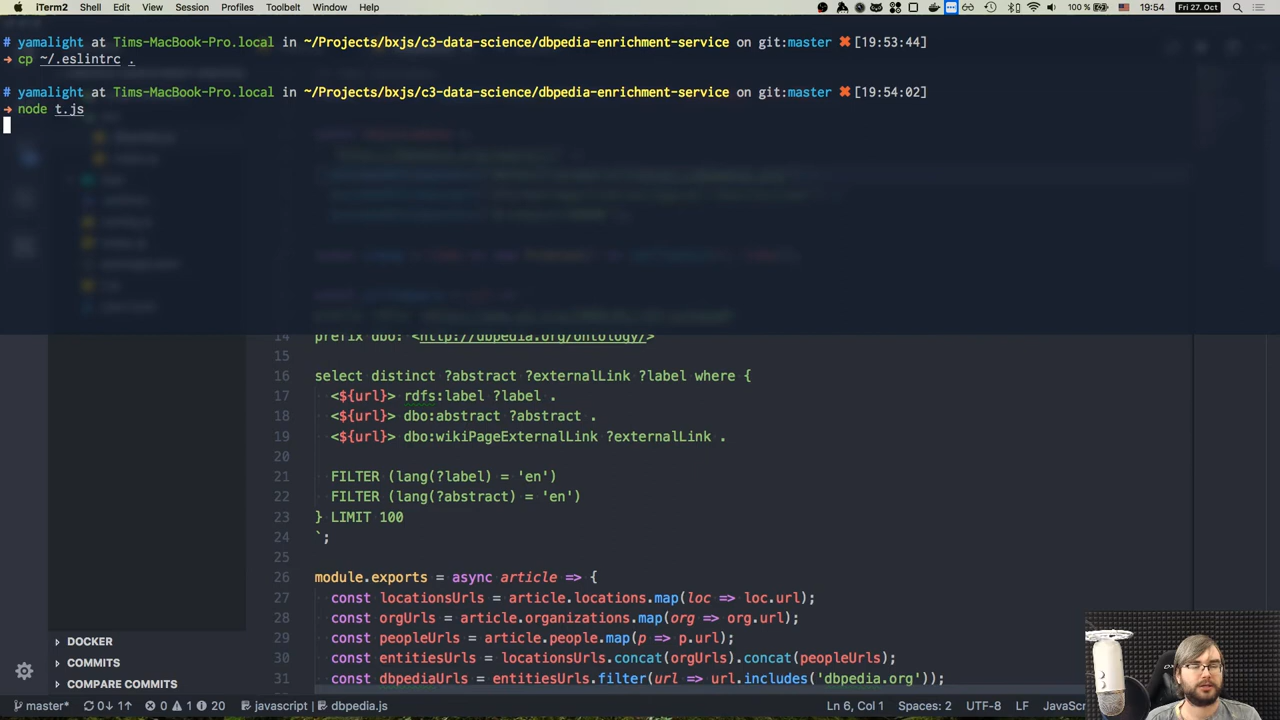 iTerm2 Shell Edit View Session Profiles Toolbelt Window Help 100 % 19:54 Fri 27. Oct
# yamalight at Tims-MacBook-Pro.local in ~/Projects/bxjs/c3-data-science/dbpedia-enrichment-service on git:master ✖[19:53:44]
➜ cp ~/.eslintrc .
# yamalight at Tims-MacBook-Pro.local in ~/Projects/bxjs/c3-data-science/dbpedia-enrichment-service on git:master ✖[19:54:02]
➜ node t.js
14 prefix dbo: <http://dbpedia.org/ontology/>
15
16 select distinct ?abstract ?externalLink ?label where {
17 <${url}> rdfs:label ?label .
18 <${url}> dbo:abstract ?abstract .
19 <${url}> dbo:wikiPageExternalLink ?externalLink .
20
21 FILTER (lang(?label) = 'en')
22 FILTER (lang(?abstract) = 'en')
23 } LIMIT 100
24 `;
25
26 module.exports = async article => {
27 const locationsUrls = article.locations.map(loc => loc.url);
28 const orgUrls = article.organizations.map(org => org.url);
29 const peopleUrls = article.people.map(p => p.url);
30 const entitiesUrls = locationsUrls.concat(orgUrls).concat(peopleUrls);
31 const dbpediaUrls = entitiesUrls.filter(url => url.includes('dbpedia.org'));
DOCKER
COMMITS
COMPARE COMMITS
master* 0↓ 1↑ 0 1 20 javascript | dbpedia.js Ln 6, Col 1 Spaces: 2 UTF-8 LF JavaSc